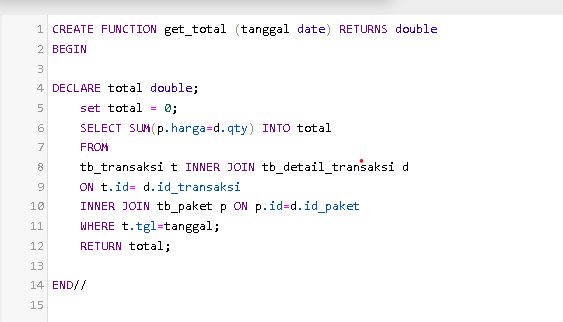 1 CREATE FUNCTION get_total (tanggal date) RETURNS double
2 BEGIN
3
4 DECLARE total double;
5 set total = 0;
6 SELECT SUM(p.harga=d.qty) INTO total
7 FROM
8 tb_transaksi t INNER JOIN tb_detail_transaksi d
9 ON t.id= d.id_transaksi
10 INNER JOIN tb_paket p ON p.id=d.id_paket
11 WHERE t.tgl=tanggal;
12 RETURN total;
13
14 END//
15